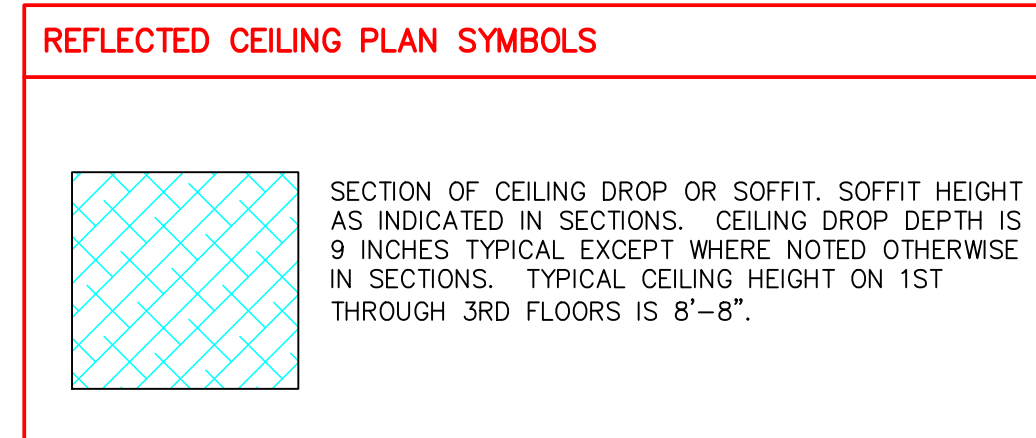 REFLECTED CEILING PLAN SYMBOLS
SECTION OF CEILING DROP OR SOFFIT. SOFFIT HEIGHT
AS INDICATED IN SECTIONS. CEILING DROP DEPTH IS
9 INCHES TYPICAL EXCEPT WHERE NOTED OTHERWISE
IN SECTIONS. TYPICAL CEILING HEIGHT ON 1ST
THROUGH 3RD FLOORS IS 8'–8".